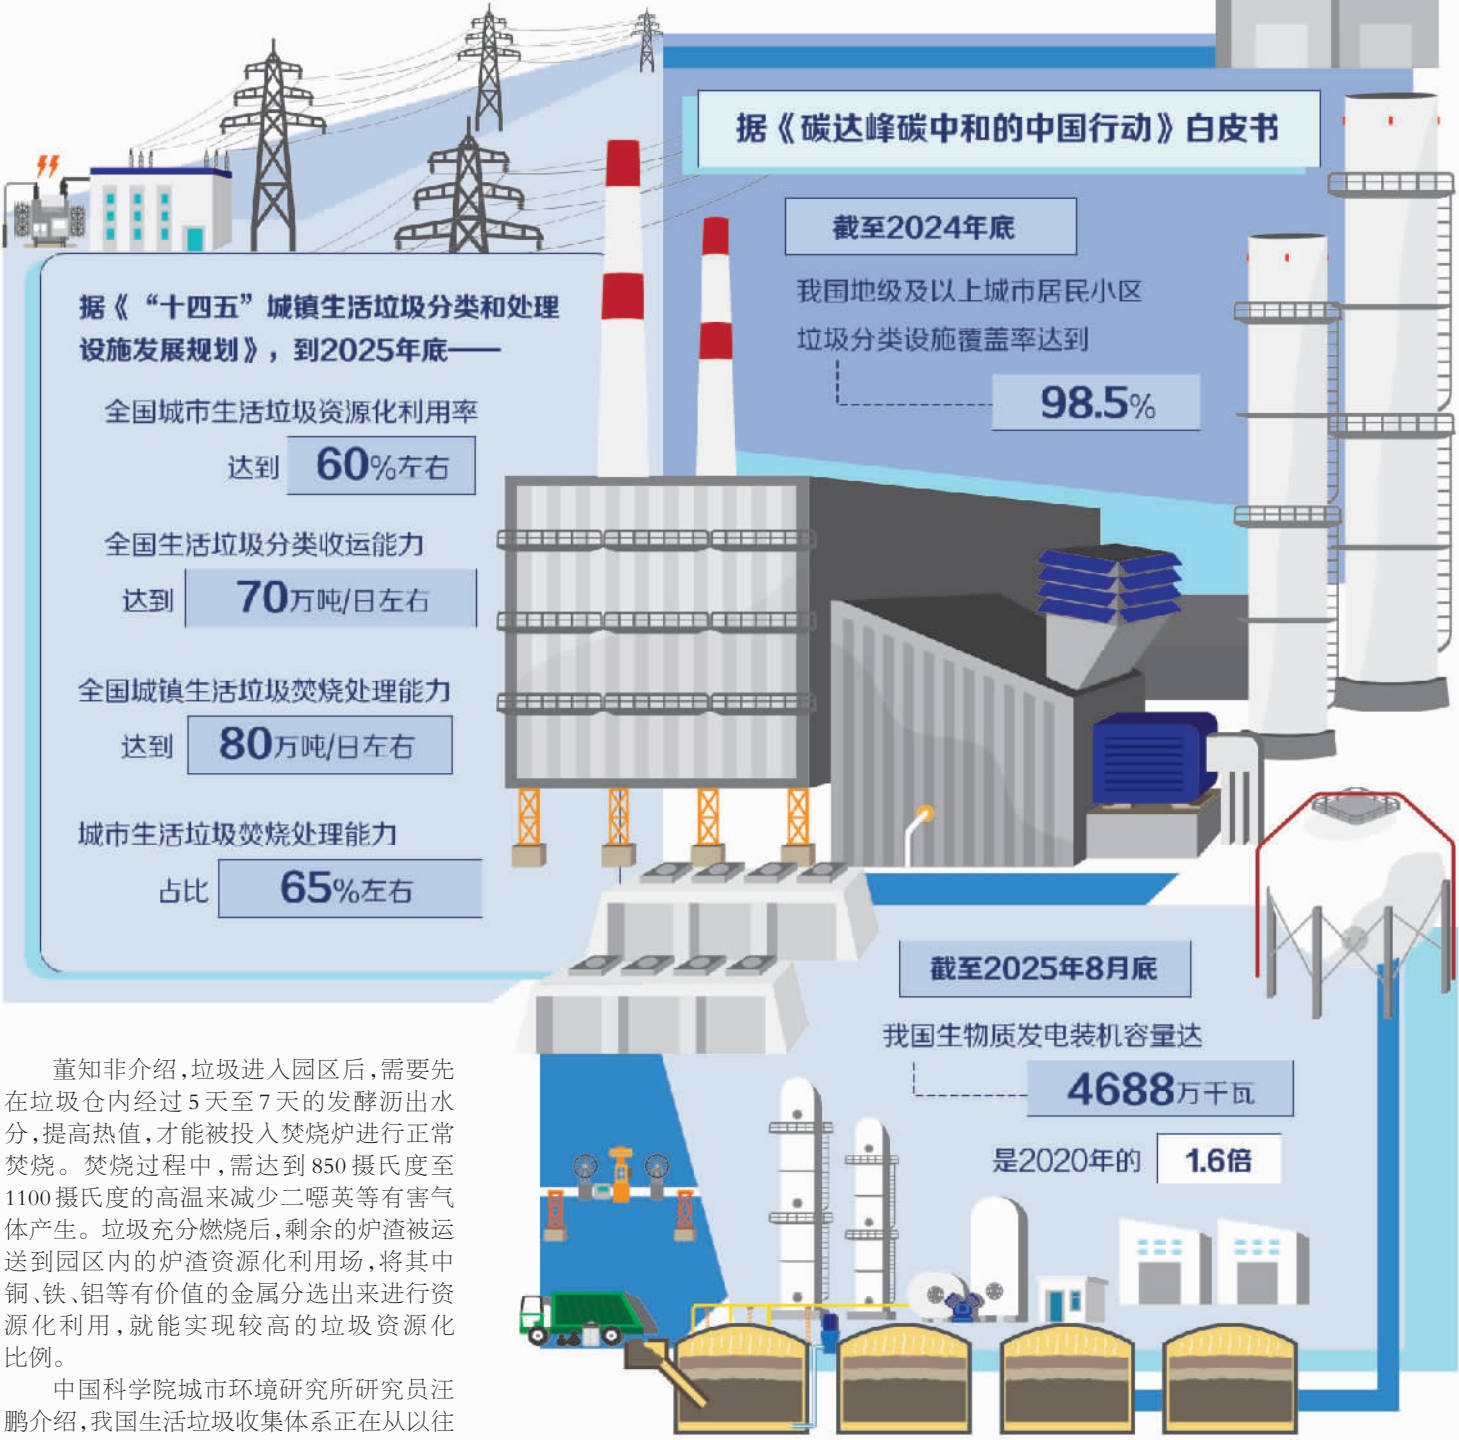 据《碳达峰碳中和的中国行动》白皮书
截至2024年底
我国地级及以上城市居民小区
垃圾分类设施覆盖率达到
98.5%
据《“十四五”城镇生活垃圾分类和处理
设施发展规划》，到2025年底——
全国城市生活垃圾资源化利用率
达到 60%左右
全国生活垃圾分类收运能力
达到 70万吨/日左右
全国城镇生活垃圾焚烧处理能力
达到 80万吨/日左右
城市生活垃圾焚烧处理能力
占比 65%左右
截至2025年8月底
我国生物质发电装机容量达
4688万千瓦
是2020年的 1.6倍
董知非介绍，垃圾进入园区后，需要先
在垃圾仓内经过5天至7天的发酵沥出水
分，提高热值，才能被投入焚烧炉进行正常
焚烧。焚烧过程中，需达到850摄氏度至
1100摄氏度的高温来减少二噁英等有害气
体产生。垃圾充分燃烧后，剩余的炉渣被运
送到园区内的炉渣资源化利用场，将其中
铜、铁、铝等有价值的金属分选出来进行资
源化利用，就能实现较高的垃圾资源化
比例。
中国科学院城市环境研究所研究员汪
鹏介绍，我国生活垃圾收集体系正在从以往